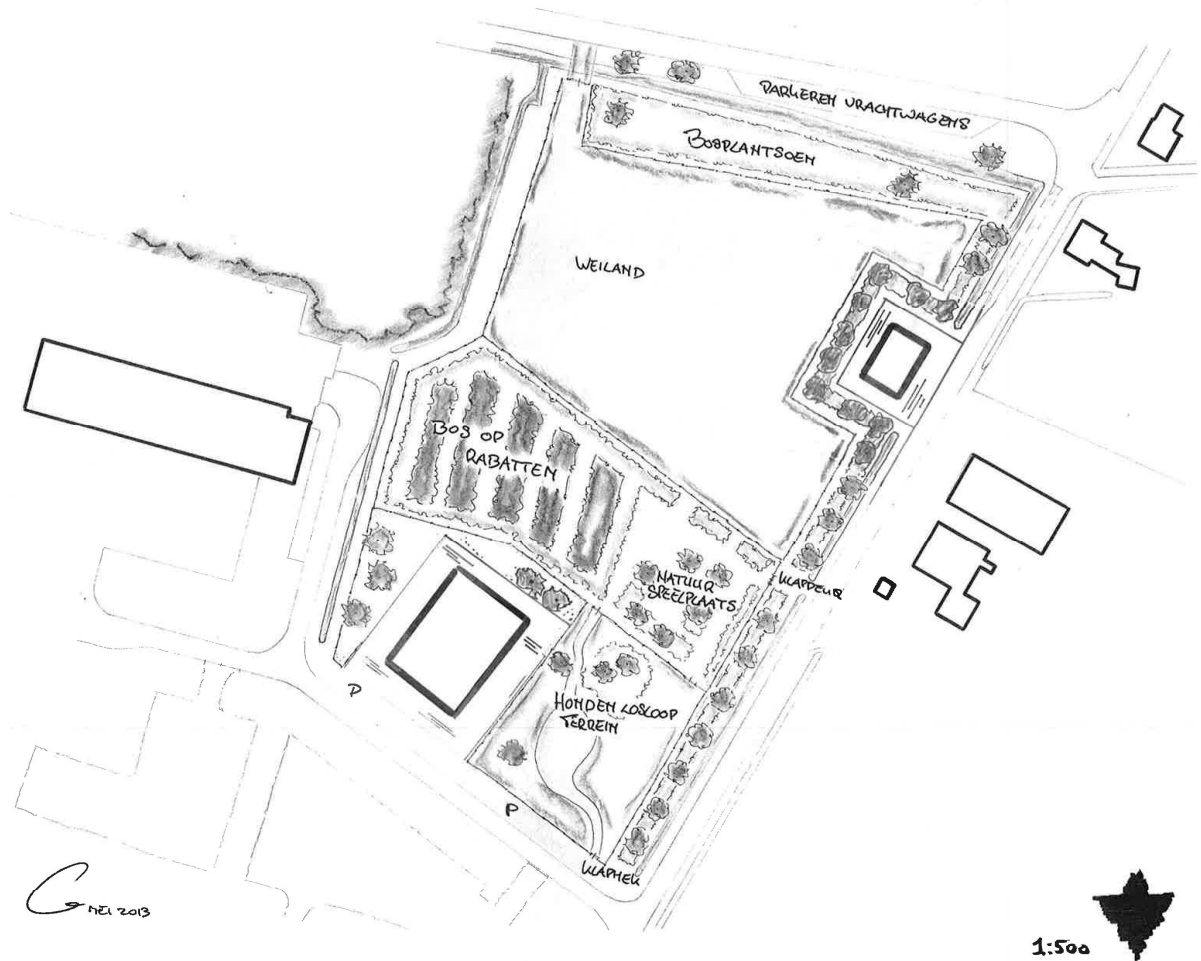 PARKEREN VRACHTWAGENS
BOSPLANTSOEN
WEILAND
BOS OP
RABATTEN
NATUUR
SPEELPLAATS
KLAPDEUR
HONDEN LOSLOOP
TERREIN
P
P
KLAPHEK
G MEI 2013
1:500